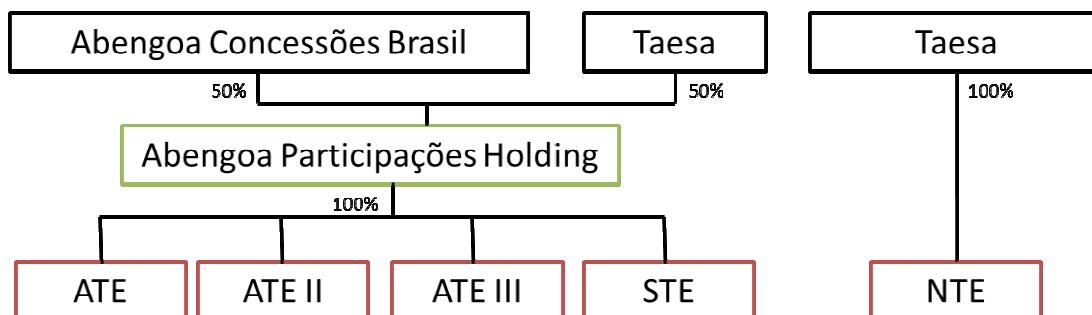 Abengoa Concessões Brasil
Taesa
Taesa
50%
50%
100%
Abengoa Participações Holding
100%
ATE
ATE II
ATE III
STE
NTE